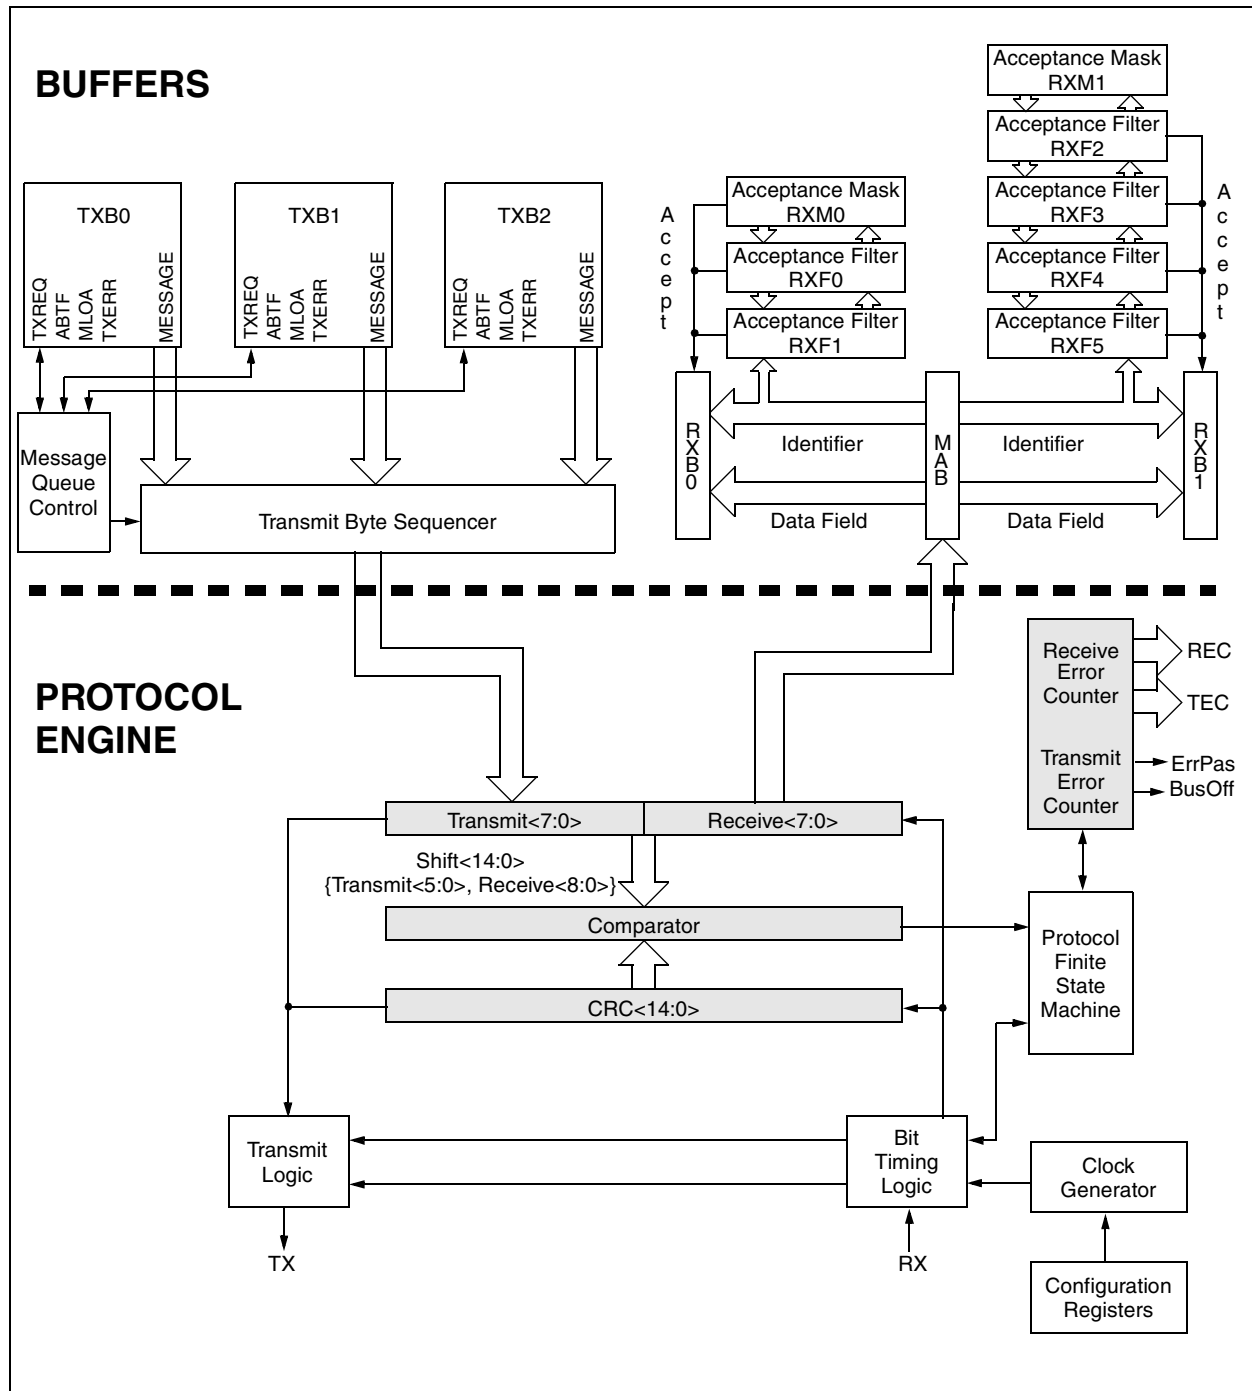 BUFFERS
Acceptance Mask
RXM1
Acceptance Filter
RXF2
Acceptance Filter
RXF3
Acceptance Filter
RXF4
Acceptance Filter
RXF5
Accept
Acceptance Mask
RXM0
Acceptance Filter
RXF0
Acceptance Filter
RXF1
Accept
TXB0
TXREQ
ABTF
MLOA
TXERR
MESSAGE
TXB1
TXREQ
ABTF
MLOA
TXERR
MESSAGE
TXB2
TXREQ
ABTF
MLOA
TXERR
MESSAGE
Message
Queue
Control
Transmit Byte Sequencer
RXB0
Identifier
MAB
Identifier
RXB1
Data Field
Data Field
PROTOCOL
ENGINE
Receive
Error
Counter
REC
TEC
Transmit
Error
Counter
ErrPas
BusOff
Transmit<7:0>
Receive<7:0>
Shift<14:0>
{Transmit<5:0>, Receive<8:0>}
Comparator
CRC<14:0>
Protocol
Finite
State
Machine
Transmit
Logic
Bit
Timing
Logic
Clock
Generator
TX
RX
Configuration
Registers